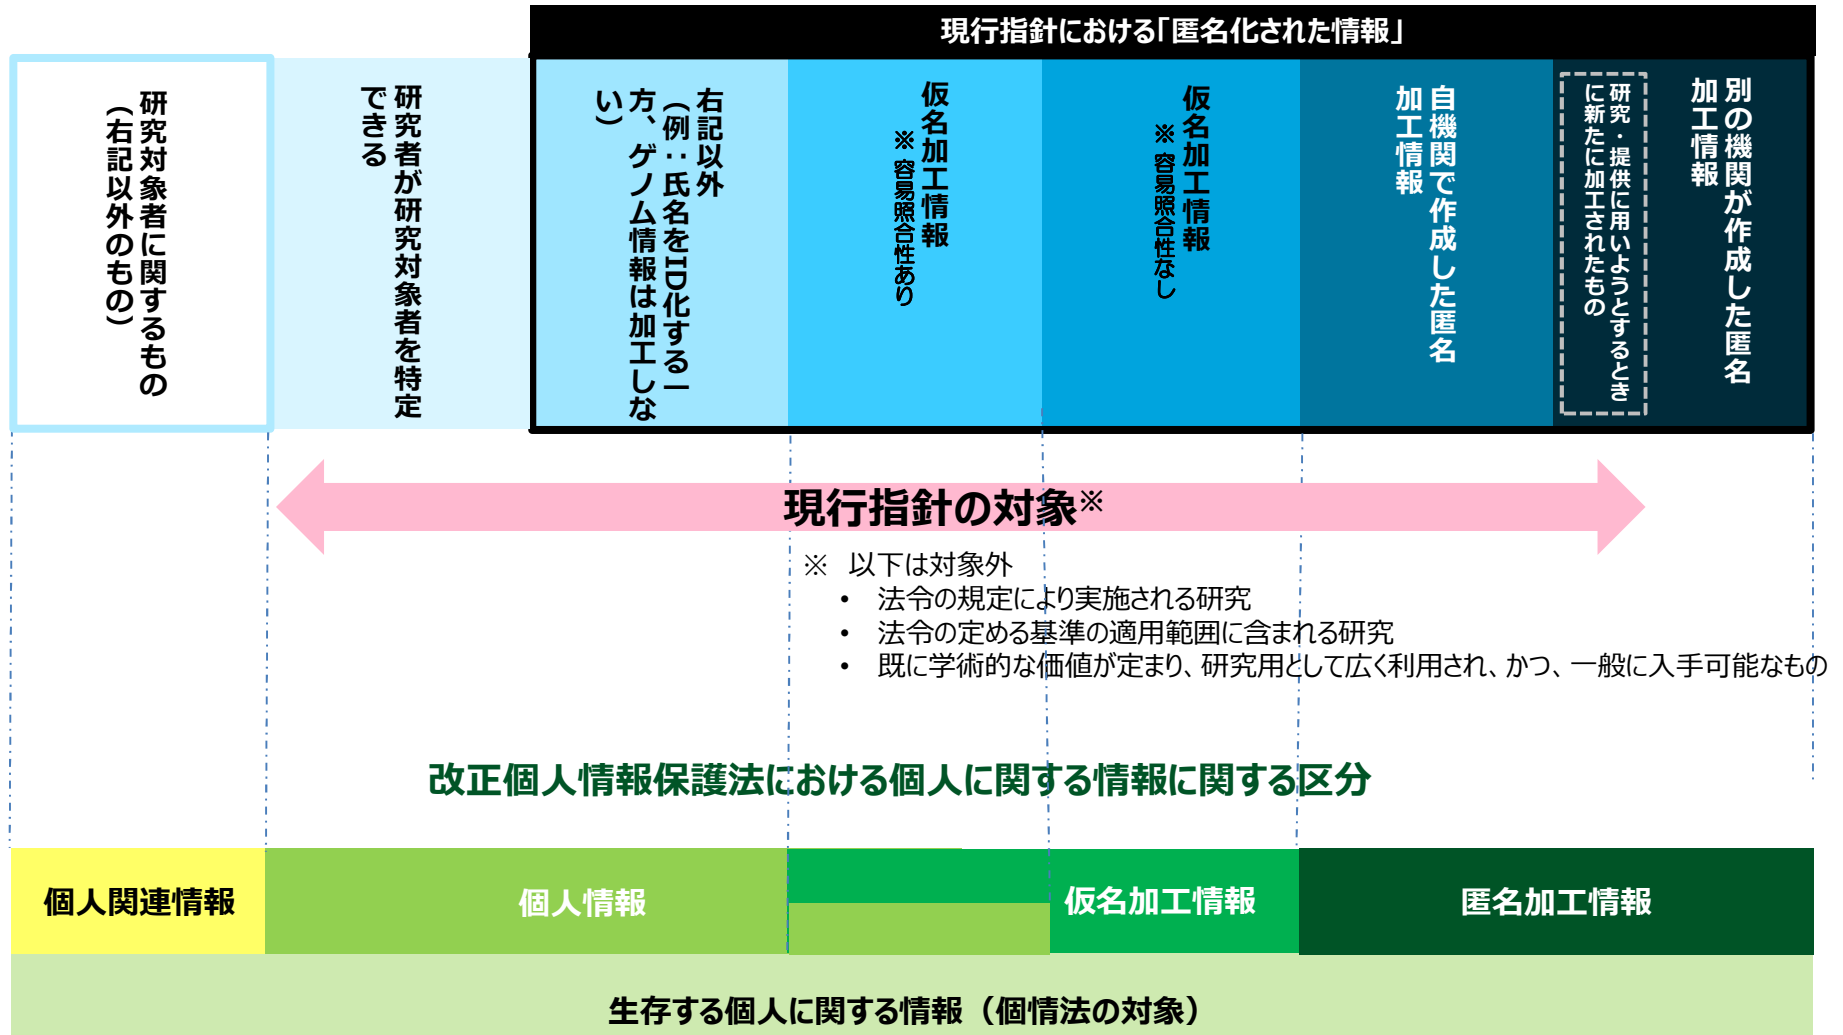 現行指針における「匿名化された情報」
研究対象者に関するもの
(右記以外のもの)
研究者が研究対象者を特定
できる
右記以外
(例:氏名をID化する一
方、ゲノム情報は加工しな
い)
仮名加工情報
※ 容易照合性あり
仮名加工情報
※ 容易照合性なし
自機関で作成した匿名
加工情報
研究・提供に用いようとするとき
に新たに加工されたもの
別の機関が作成した匿名
加工情報
現行指針の対象※
※ 以下は対象外
• 法令の規定により実施される研究
• 法令の定める基準の適用範囲に含まれる研究
• 既に学術的な価値が定まり、研究用として広く利用され、かつ、一般に入手可能なもの
改正個人情報保護法における個人に関する情報に関する区分
個人関連情報
個人情報
仮名加工情報
匿名加工情報
生存する個人に関する情報(個情法の対象)